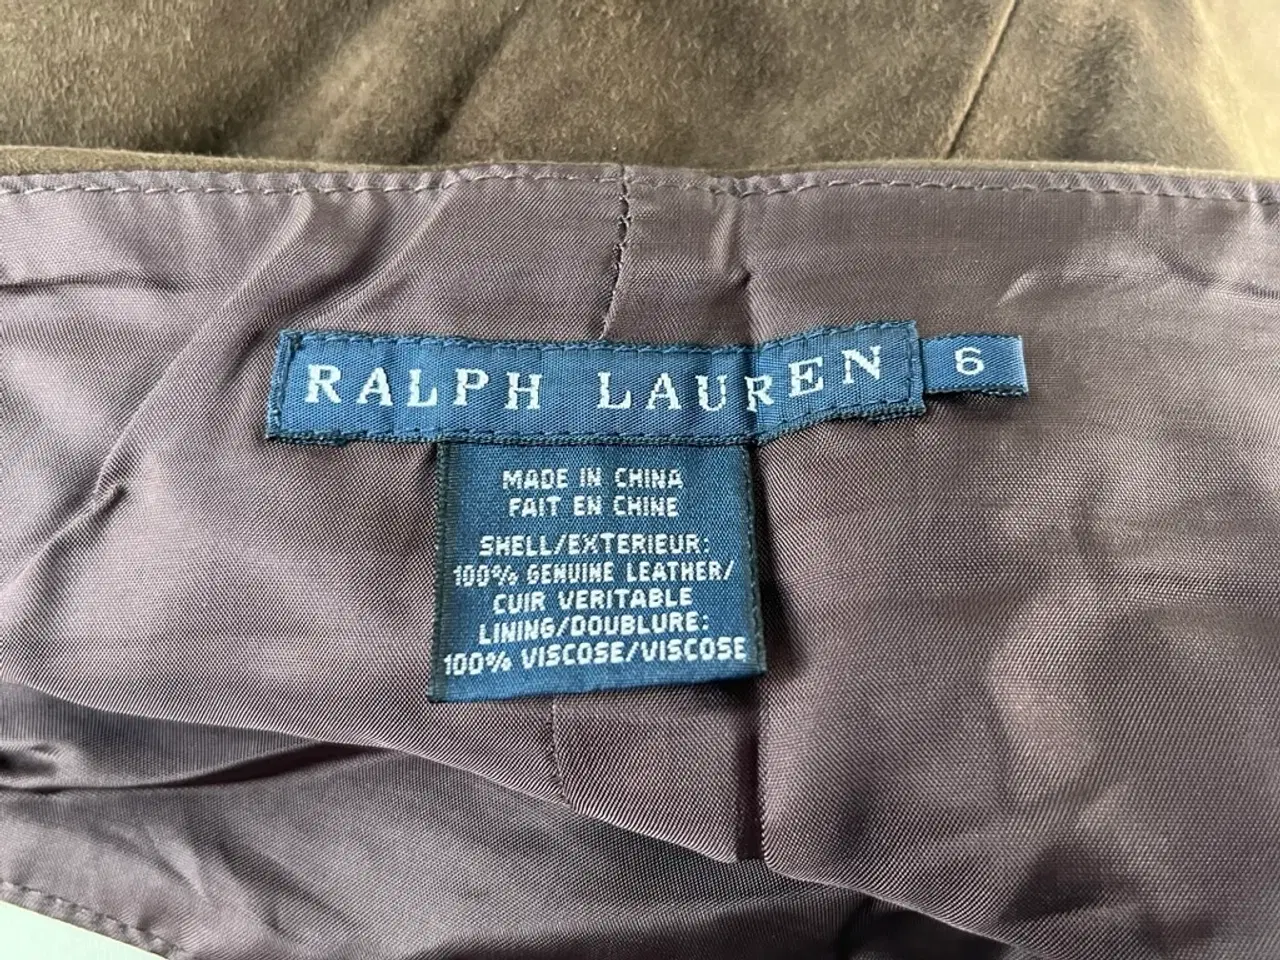 RALPH LAUREN 6
MADE IN CHINA
FAIT EN CHINE
SHELL/EXTERIEUR:
100% GENUINE LEATHER/
CUIR VERITABLE
LINING/DOUBLURE:
100% VISCOSE/VISCOSE